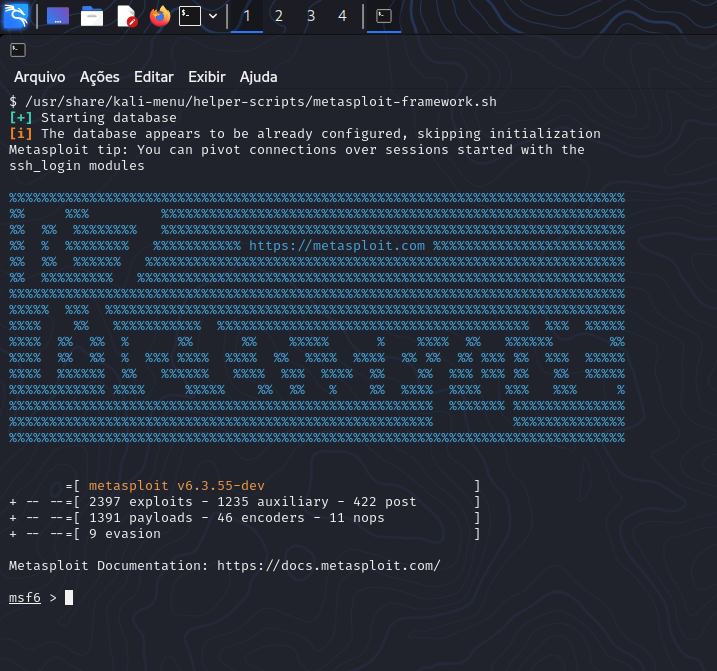 1 2 3 4
Arquivo Ações Editar Exibir Ajuda
$ /usr/share/kali-menu/helper-scripts/metasploit-framework.sh
[+] Starting database
[i] The database appears to be already configured, skipping initialization
Metasploit tip: You can pivot connections over sessions started with the
ssh_login modules
https://metasploit.com
=[ metasploit v6.3.55-dev ]
+ -- --=[ 2397 exploits - 1235 auxiliary - 422 post ]
+ -- --=[ 1391 payloads - 46 encoders - 11 nops ]
+ -- --=[ 9 evasion ]
Metasploit Documentation: https://docs.metasploit.com/
msf6 >